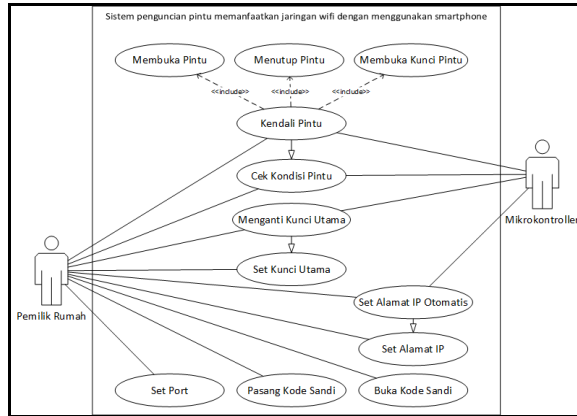 Sistem penguncian pintu memanfaatkan jaringan wifi dengan menggunakan smartphone
Membuka Pintu
Menutup Pintu
Membuka Kunci Pintu
<<include>>
<<include>>
<<include>>
Kendali Pintu
Cek Kondisi Pintu
Menganti Kunci Utama
Mikrokontroller
Set Kunci Utama
Set Alamat IP Otomatis
Pemilik Rumah
Set Alamat IP
Set Port
Pasang Kode Sandi
Buka Kode Sandi